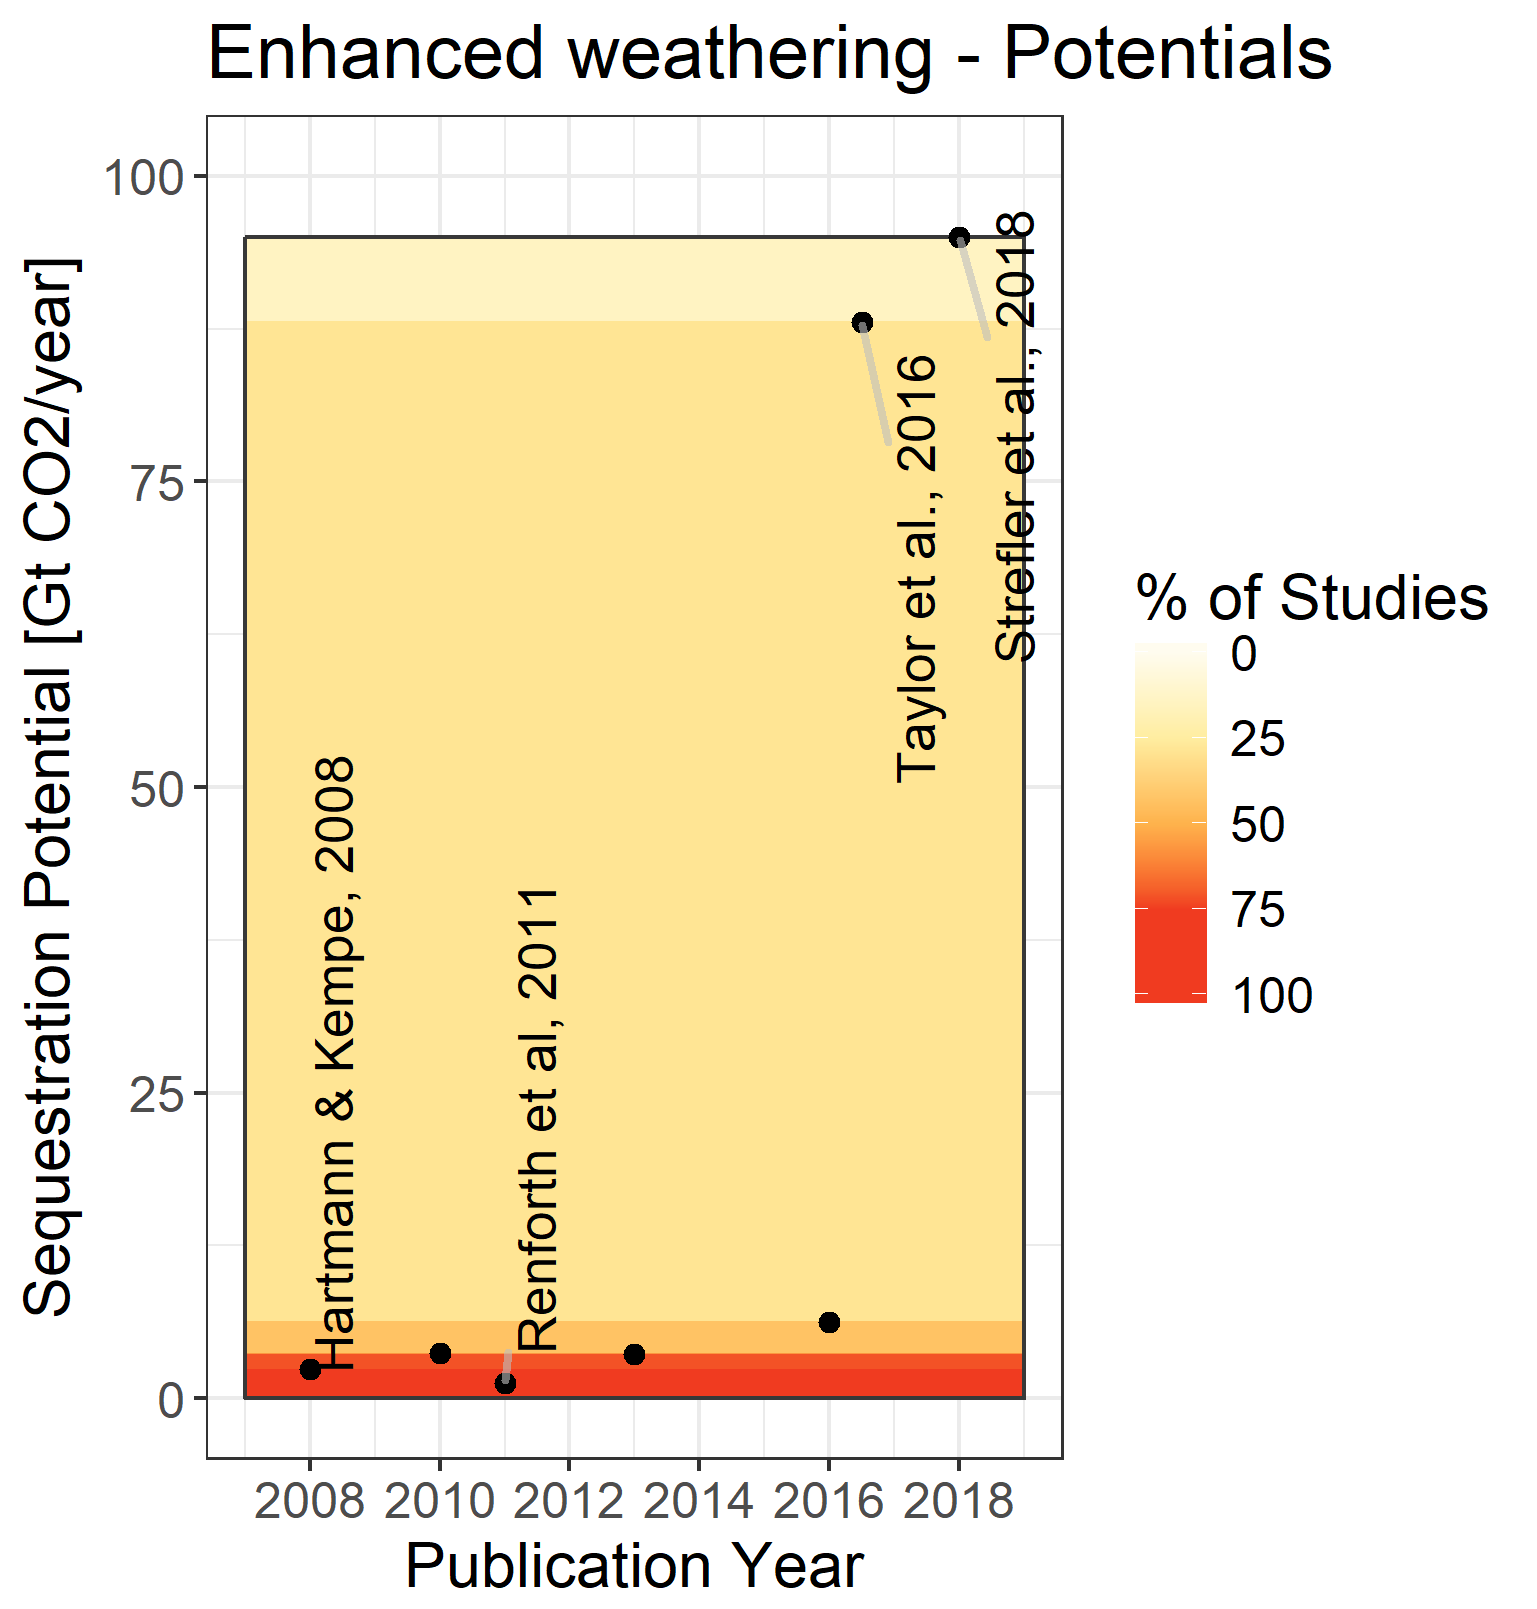 Enhanced weathering - Potentials
Sequestration Potential [Gt CO2/year]
100
75
50
25
0
Hartmann & Kempe, 2008
Renforth et al, 2011
Taylor et al., 2016
Strefler et al., 2018
2008 2010 2012 2014 2016 2018
Publication Year
% of Studies
0
25
50
75
100